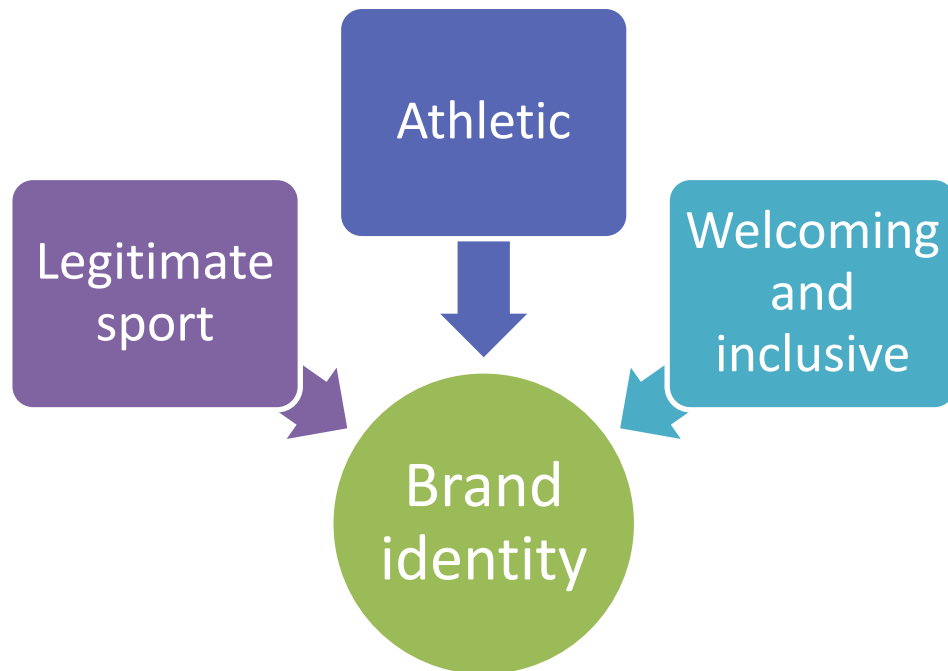 Athletic
Legitimate
sport
Welcoming
and
inclusive
Brand
identity